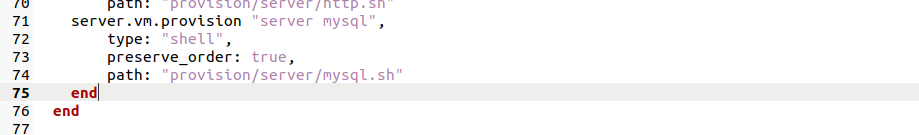 70 path: "provision/server/http.sh"
71 server.vm.provision "server mysql",
72 type: "shell",
73 preserve_order: true,
74 path: "provision/server/mysql.sh"
75 end
76 end
77